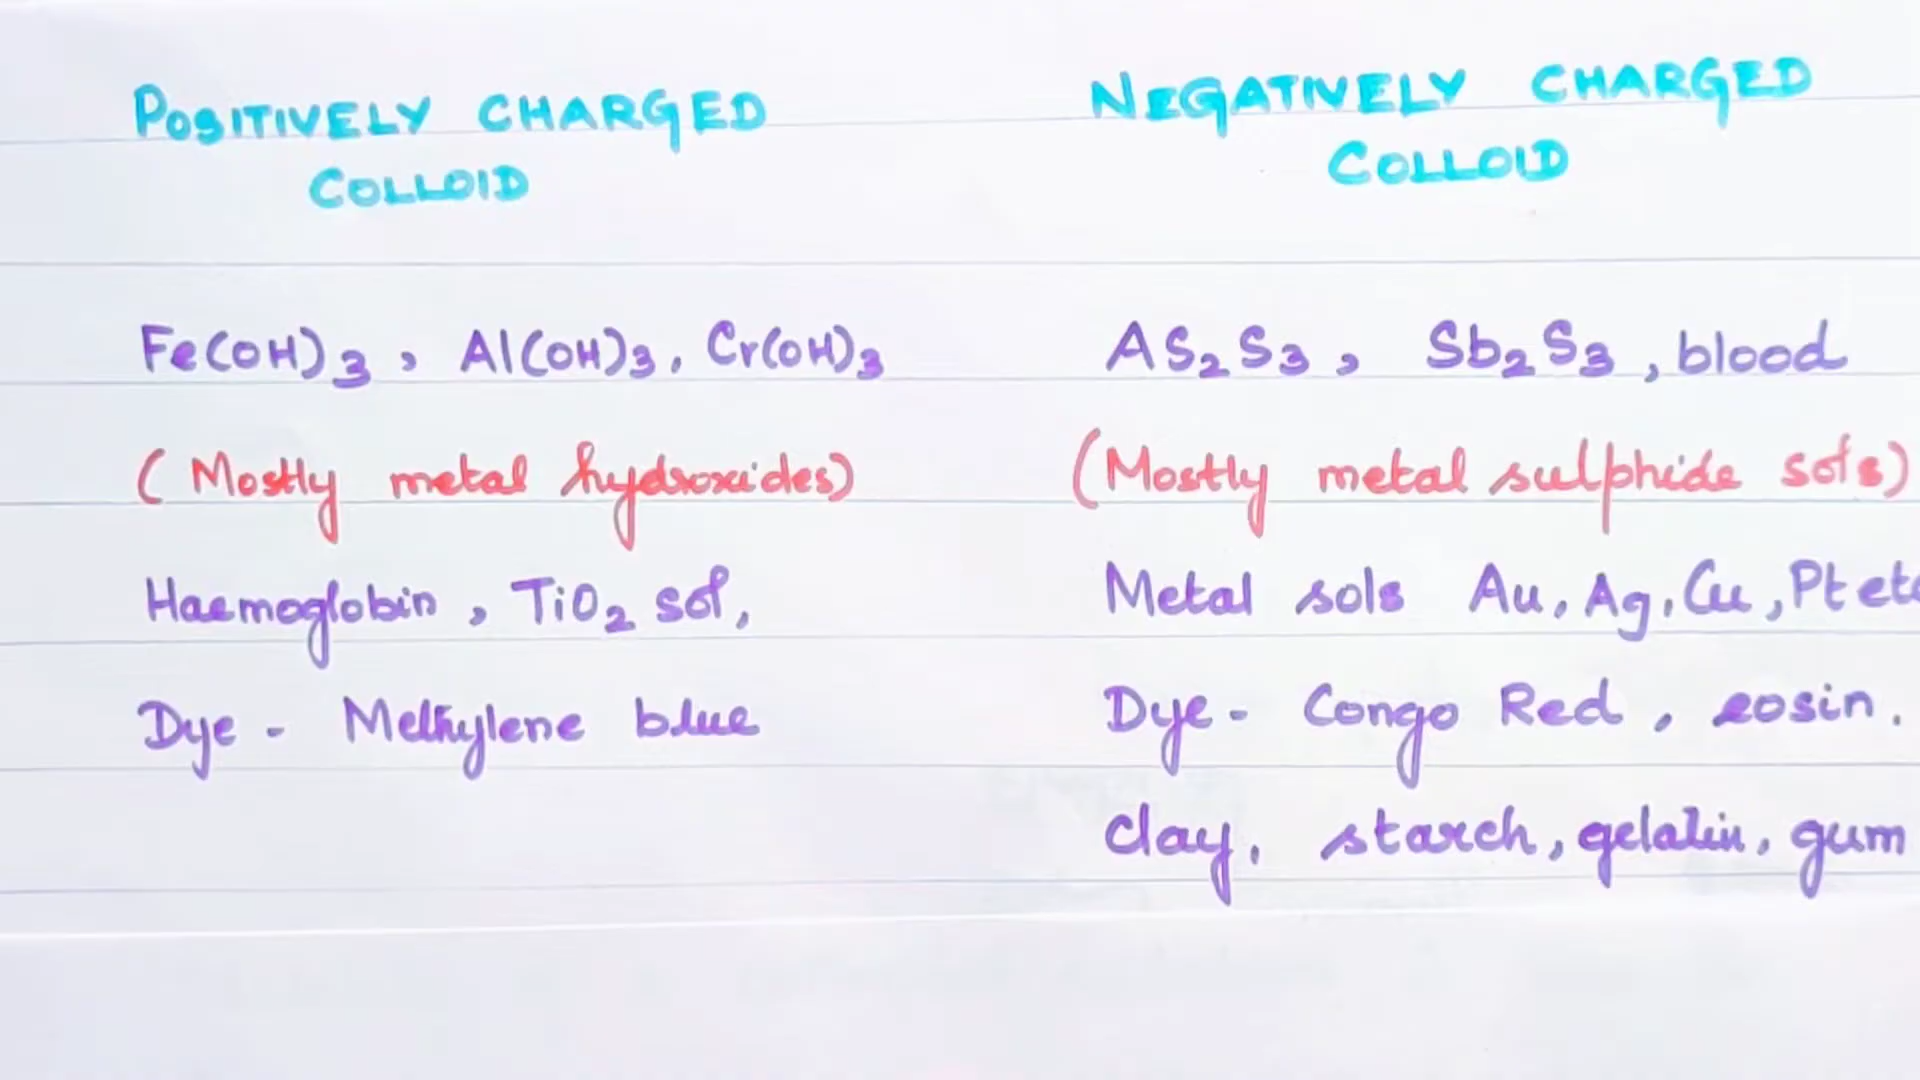 POSITIVELY CHARGED
COLLOID
Fe(OH)3, Al(OH)3, Cr(OH)3
(Mostly metal hydroxides)
Haemoglobin, TiO2 sol,
Dye - Methylene blue
NEGATIVELY CHARGED
COLLOID
AS2S3, Sb2S3, blood
(Mostly metal sulphide sols)
Metal sols Au, Ag, Cu, Pt etc
Dye - Congo Red, eosin.
Clay, starch, gelatin, gum